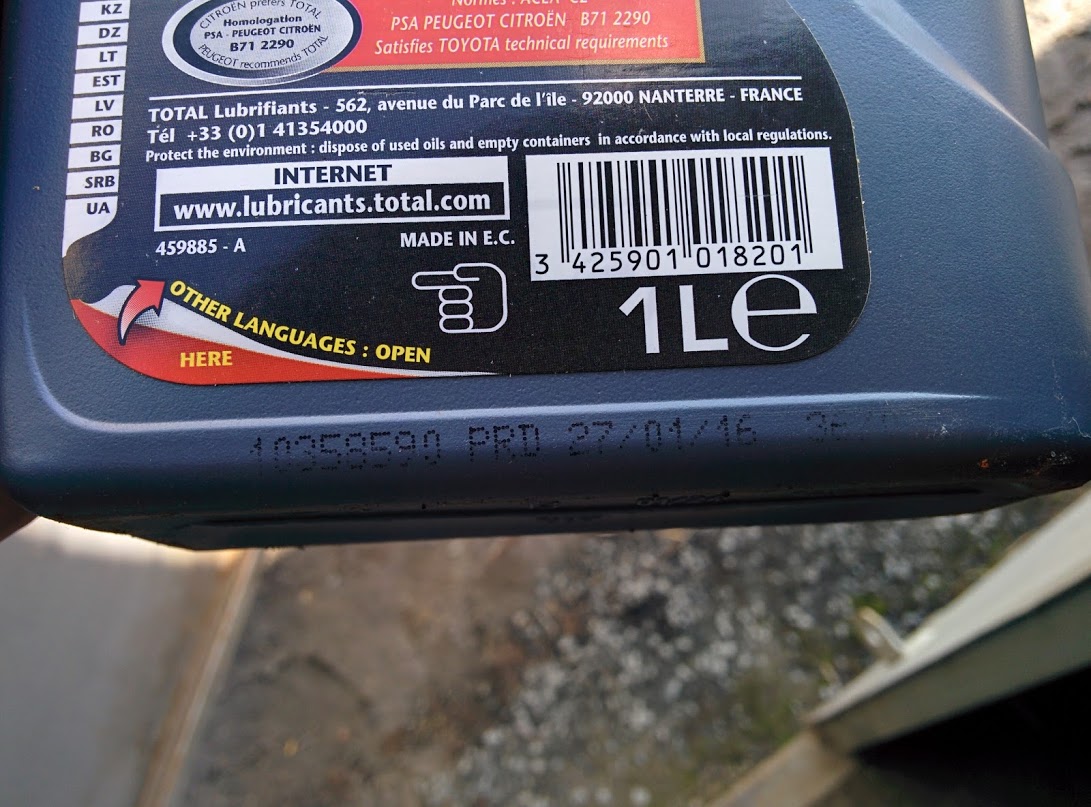 KZ
DZ
LT
EST
LV
RO
BG
SRB
UA
CITROËN prefers TOTAL
Homologation
PSA - PEUGEOT CITROËN
B71 2290
PEUGEOT recommends TOTAL
Normes : ACEA C2
PSA PEUGEOT CITROËN B71 2290
Satisfies TOYOTA technical requirements
TOTAL Lubrifiants - 562, avenue du Parc de l'île - 92000 NANTERRE - FRANCE
Tél +33 (0)1 41354000
Protect the environment : dispose of used oils and empty containers in accordance with local regulations.
INTERNET
www.lubricants.total.com
459885 - A
MADE IN E.C.
3 425901 018201
1L e
OTHER LANGUAGES : OPEN
HERE
10358590 PRD 27/01/16